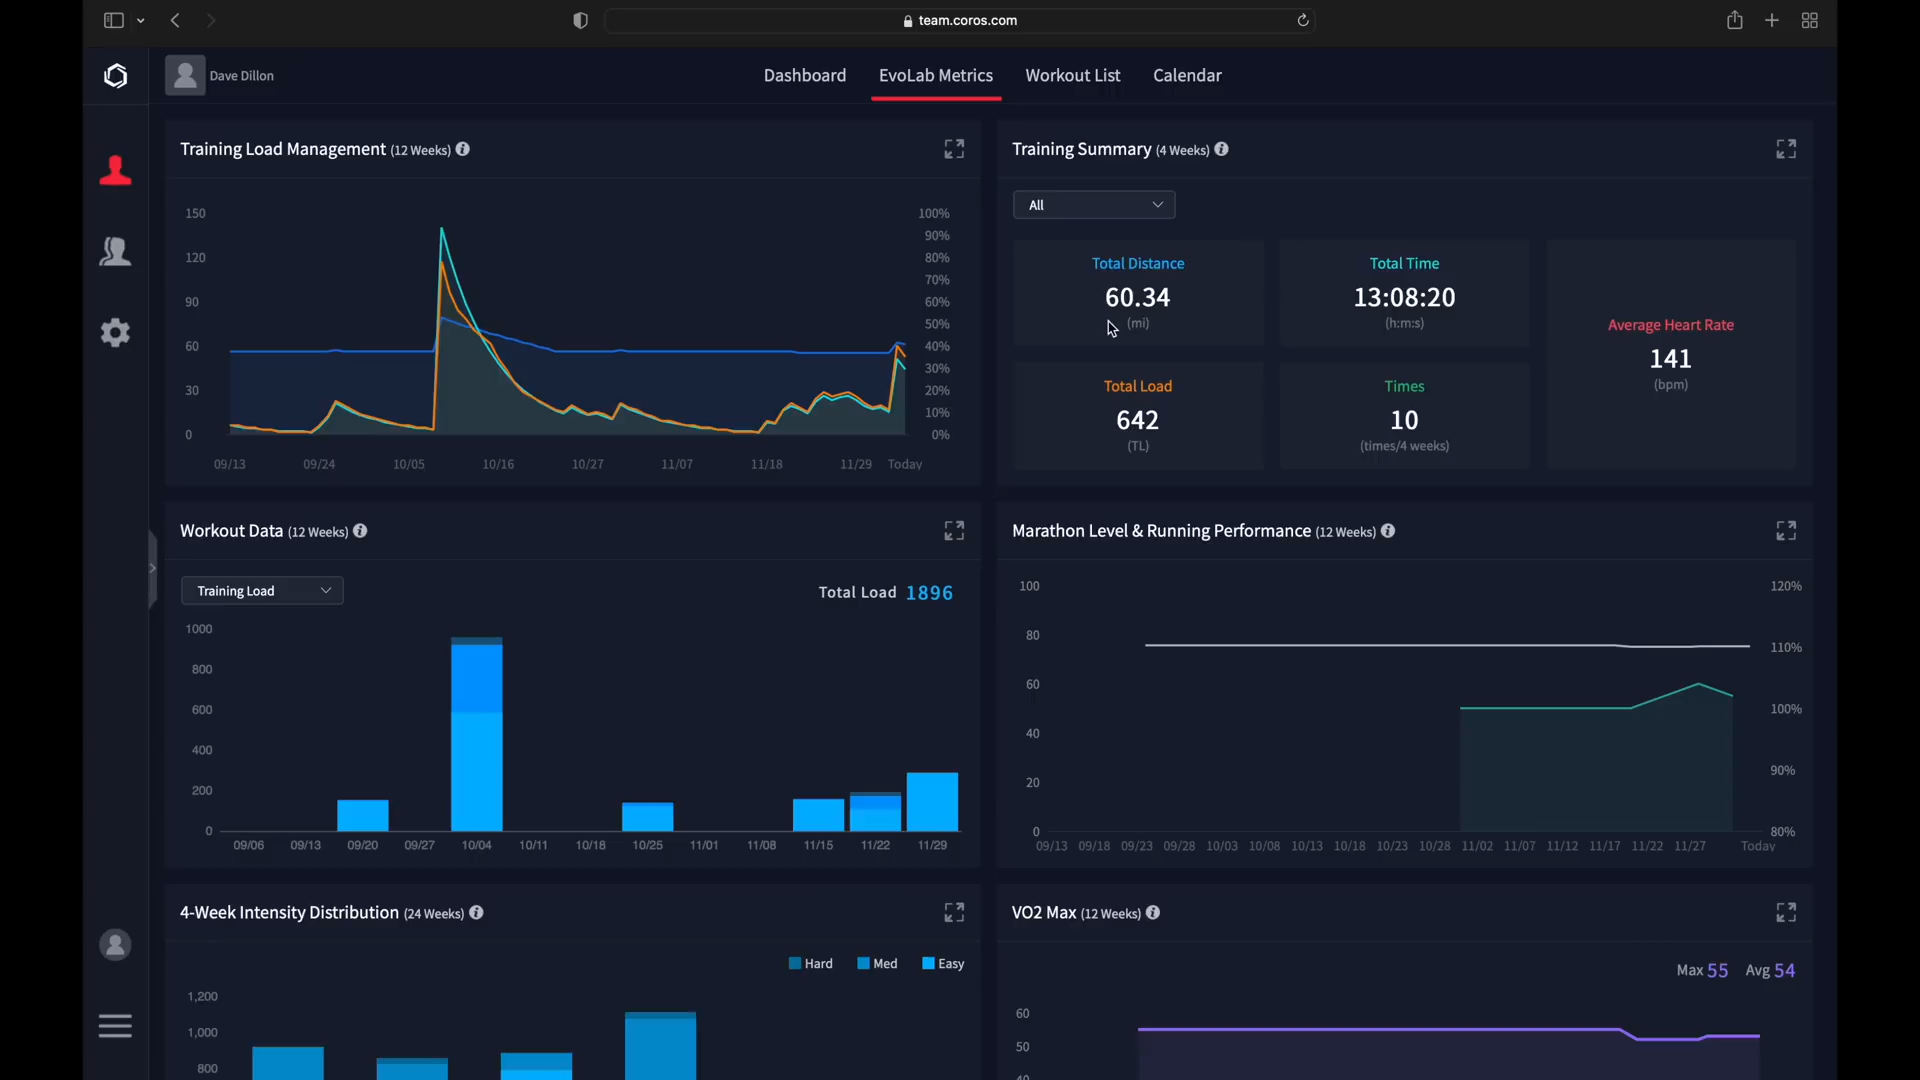 team.coros.com
Dave Dillon
Dashboard EvoLab Metrics Workout List Calendar
Training Load Management (12 Weeks)
150
120
90
60
30
0
100%
90%
80%
70%
60%
50%
40%
30%
20%
10%
0%
09/13 09/24 10/05 10/16 10/27 11/07 11/18 11/29 Today
Training Summary (4 Weeks)
All
Total Distance
60.34
(mi)
Total Time
13:08:20
(h:m:s)
Total Load
642
(TL)
Times
10
(times/4 weeks)
Average Heart Rate
141
(bpm)
Workout Data (12 Weeks)
Training Load
Total Load 1896
1000
800
600
400
200
0
09/06 09/13 09/20 09/27 10/04 10/11 10/18 10/25 11/01 11/08 11/15 11/22 11/29
Marathon Level & Running Performance (12 Weeks)
100
80
60
40
20
0
120%
110%
100%
90%
80%
09/13 09/18 09/23 09/28 10/03 10/08 10/13 10/18 10/23 10/28 11/02 11/07 11/12 11/17 11/22 11/27 Today
4-Week Intensity Distribution (24 Weeks)
Hard Med Easy
1,200
1,000
800
VO2 Max (12 Weeks)
Max 55 Avg 54
60
50
40